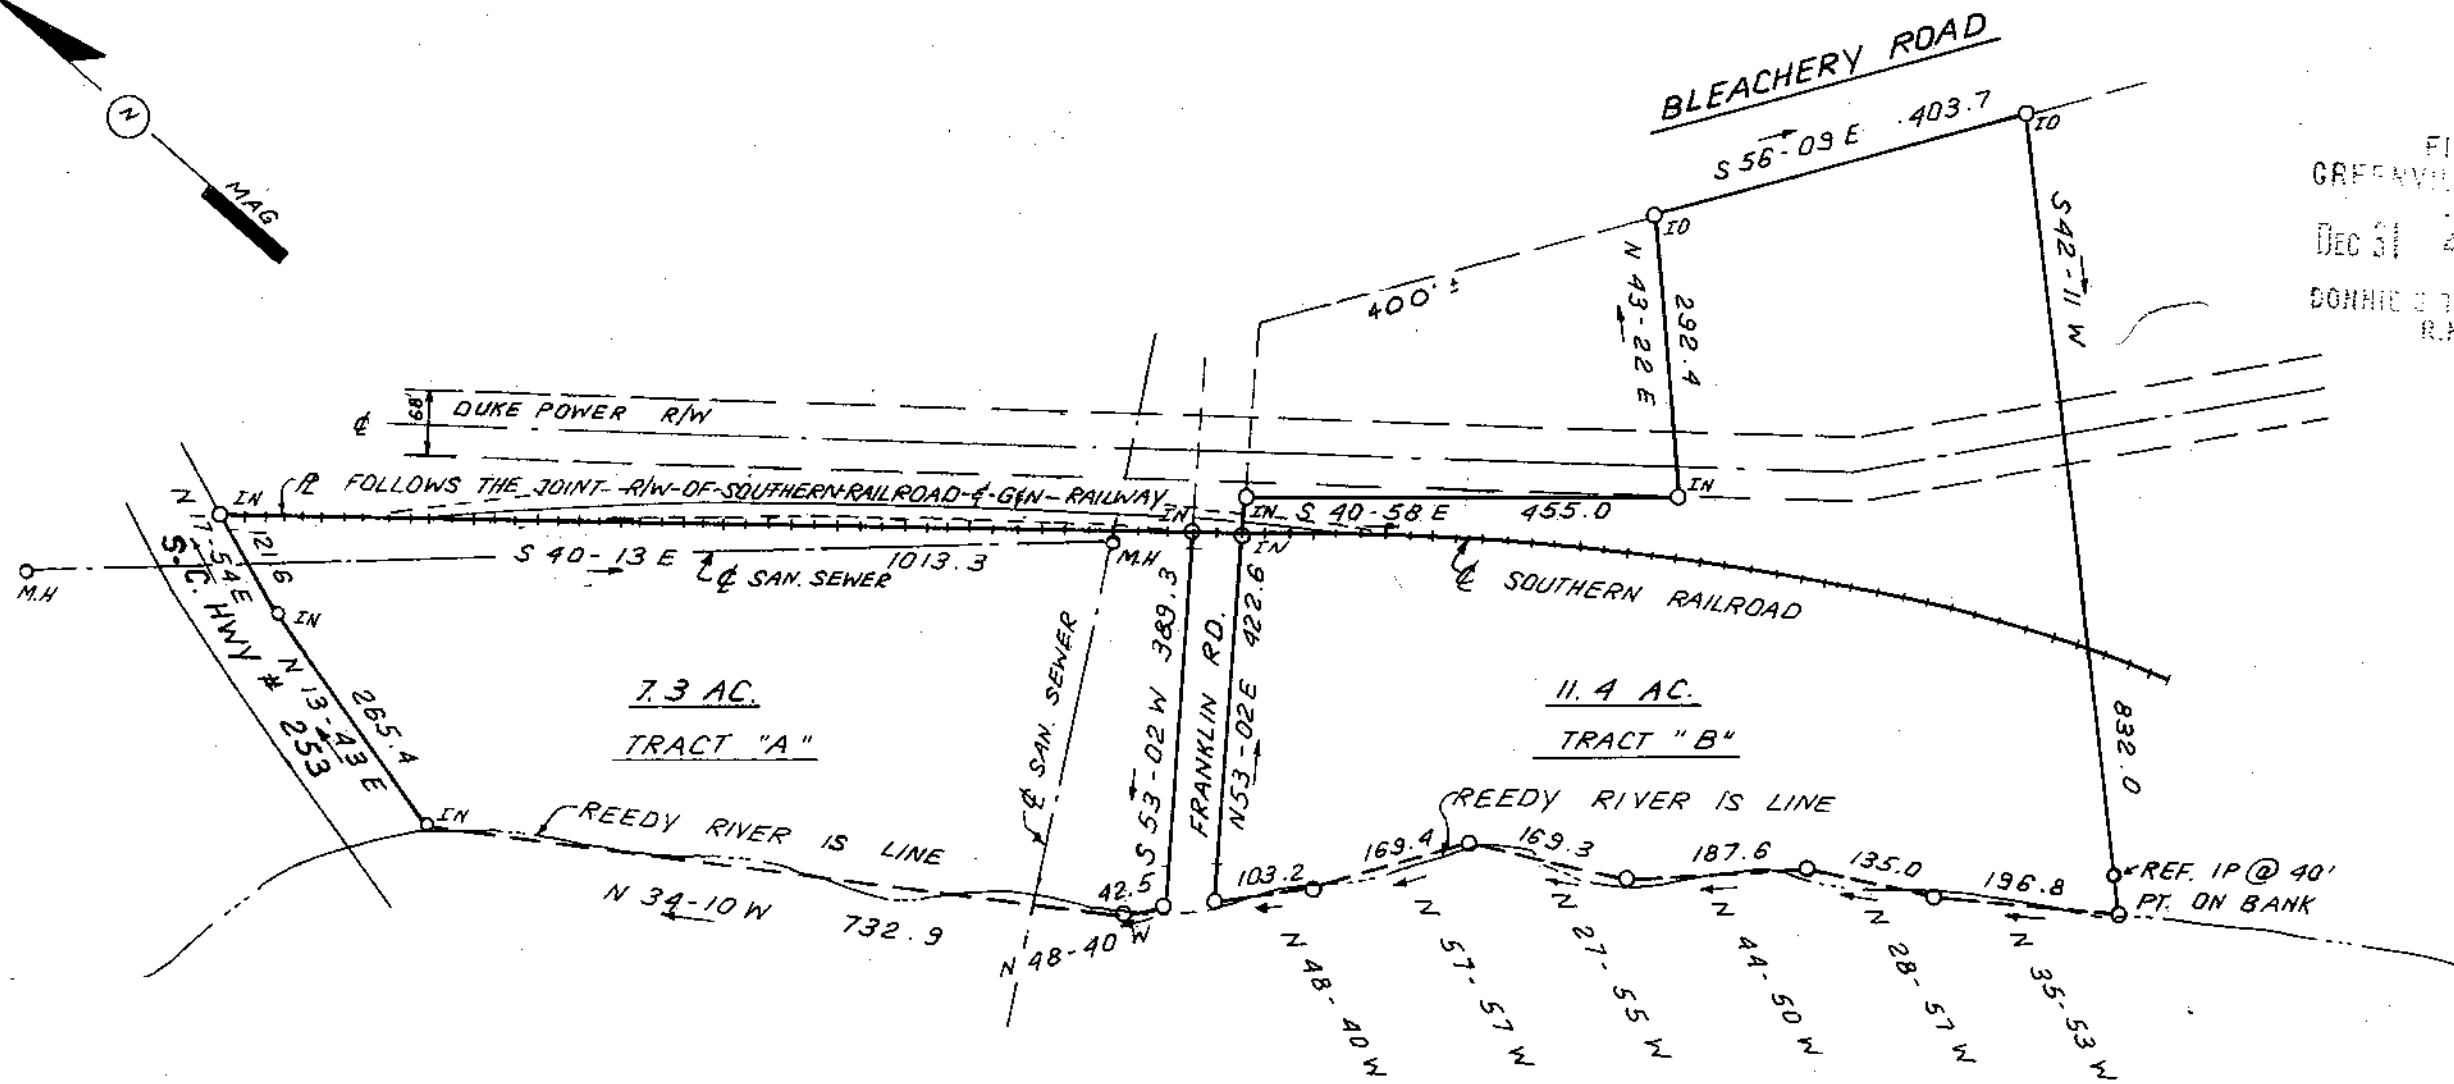 BLEACHERY ROAD
S 56-09 E 403.7
IO
IO
N
MAG
GREENVI
DEC 31
400' ±
N 43-22 E
292.4
S 42-11 W
832.0
68'
DUKE POWER R/W
℄
IN
N 17-54 E
121.6
℄ FOLLOWS THE JOINT R/W OF SOUTHERN RAILROAD & G&N RAILWAY
IN
IN
S 40-58 E 455.0
IN
IN
M.H
S 40-13 E 1013.3
℄ SAN. SEWER
M.H
℄ SOUTHERN RAILROAD
IN
S.C. HWY # 253
N 13-43 E
265.4
7.3 AC.
TRACT "A"
℄ SAN. SEWER
S 53-02 W 389.3
FRANKLIN RD.
N 53-02 E 422.6
11.4 AC.
TRACT "B"
IN
REEDY RIVER IS LINE
REEDY RIVER IS LINE
N 34-10 W
732.9
42.5
N 48-40 W
103.2
169.4
169.3
187.6
135.0
196.8
REF. IP @ 40'
PT. ON BANK
N 48-40 W
N 57-57 W
N 27-55 W
N 44-50 W
N 28-57 W
N 35-53 W